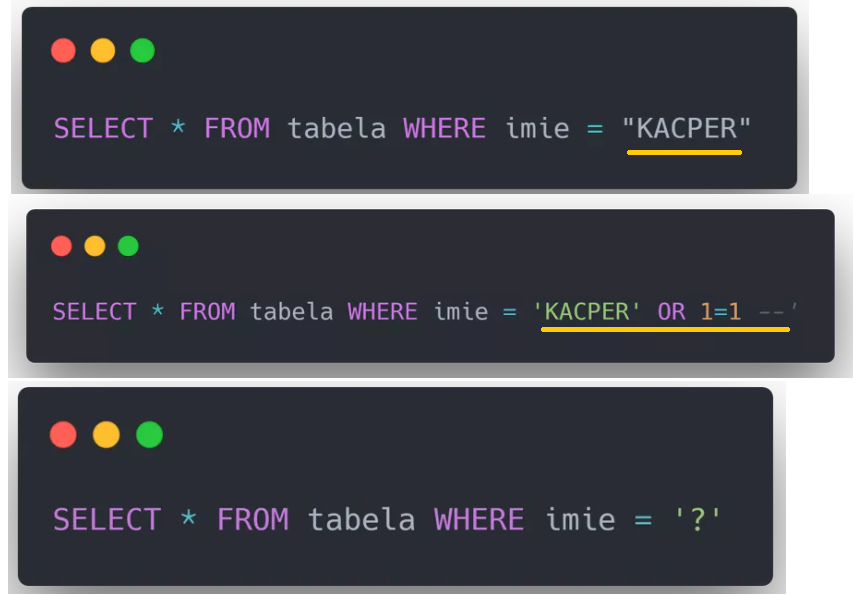 SELECT * FROM tabela WHERE imie = "KACPER"
SELECT * FROM tabela WHERE imie = 'KACPER' OR 1=1 --'
SELECT * FROM tabela WHERE imie = '?'